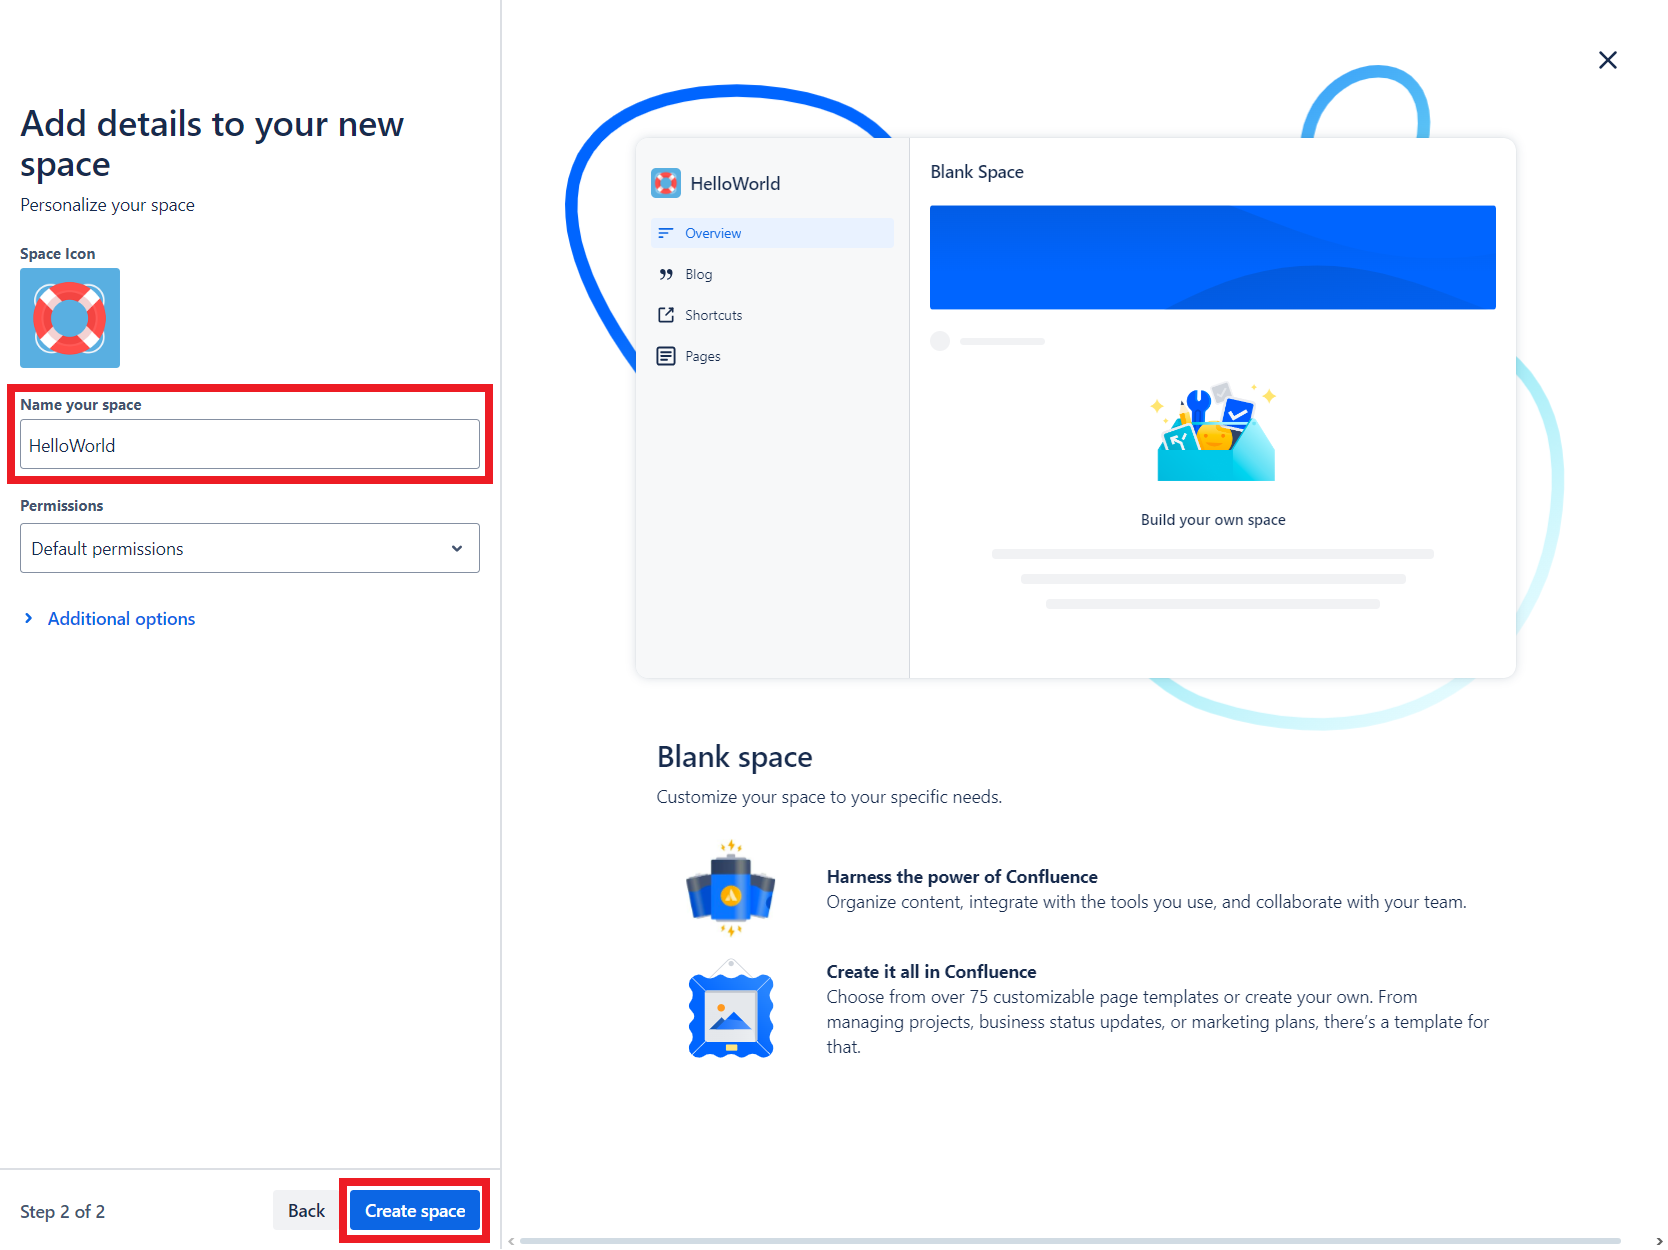 Add details to your new
space
Personalize your space
Space Icon
Name your space
HelloWorld
Permissions
Default permissions
Additional options
Step 2 of 2
Back
Create space
HelloWorld
Overview
Blog
Shortcuts
Pages
Blank Space
Build your own space
Blank space
Customize your space to your specific needs.
Harness the power of Confluence
Organize content, integrate with the tools you use, and collaborate with your team.
Create it all in Confluence
Choose from over 75 customizable page templates or create your own. From
managing projects, business status updates, or marketing plans, there's a template for
that.